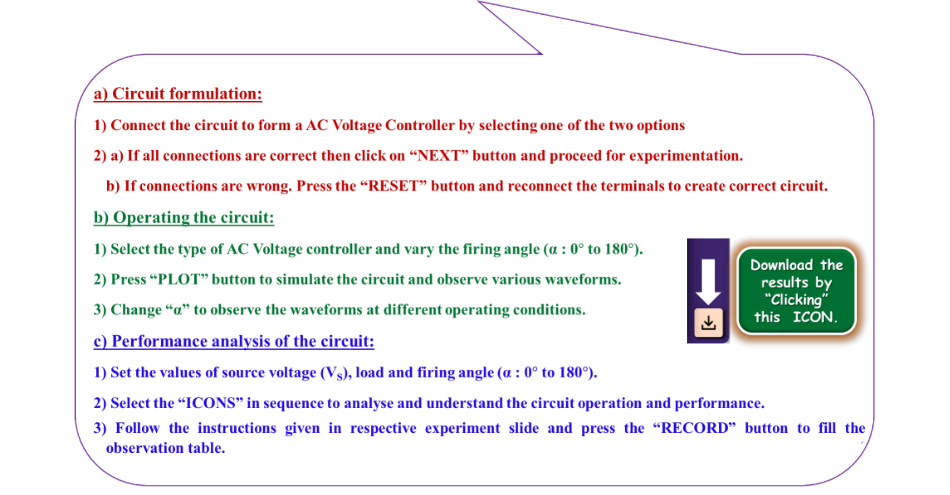 a) Circuit formulation:
1) Connect the circuit to form a AC Voltage Controller by selecting one of the two options
2) a) If all connections are correct then click on “NEXT” button and proceed for experimentation.
b) If connections are wrong. Press the “RESET” button and reconnect the terminals to create correct circuit.
b) Operating the circuit:
1) Select the type of AC Voltage controller and vary the firing angle (α : 0° to 180°).
2) Press “PLOT” button to simulate the circuit and observe various waveforms.
3) Change “α” to observe the waveforms at different operating conditions.
Download the
results by
“Clicking”
this ICON.
c) Performance analysis of the circuit:
1) Set the values of source voltage (VS), load and firing angle (α : 0° to 180°).
2) Select the “ICONS” in sequence to analyse and understand the circuit operation and performance.
3) Follow the instructions given in respective experiment slide and press the “RECORD” button to fill the
observation table.